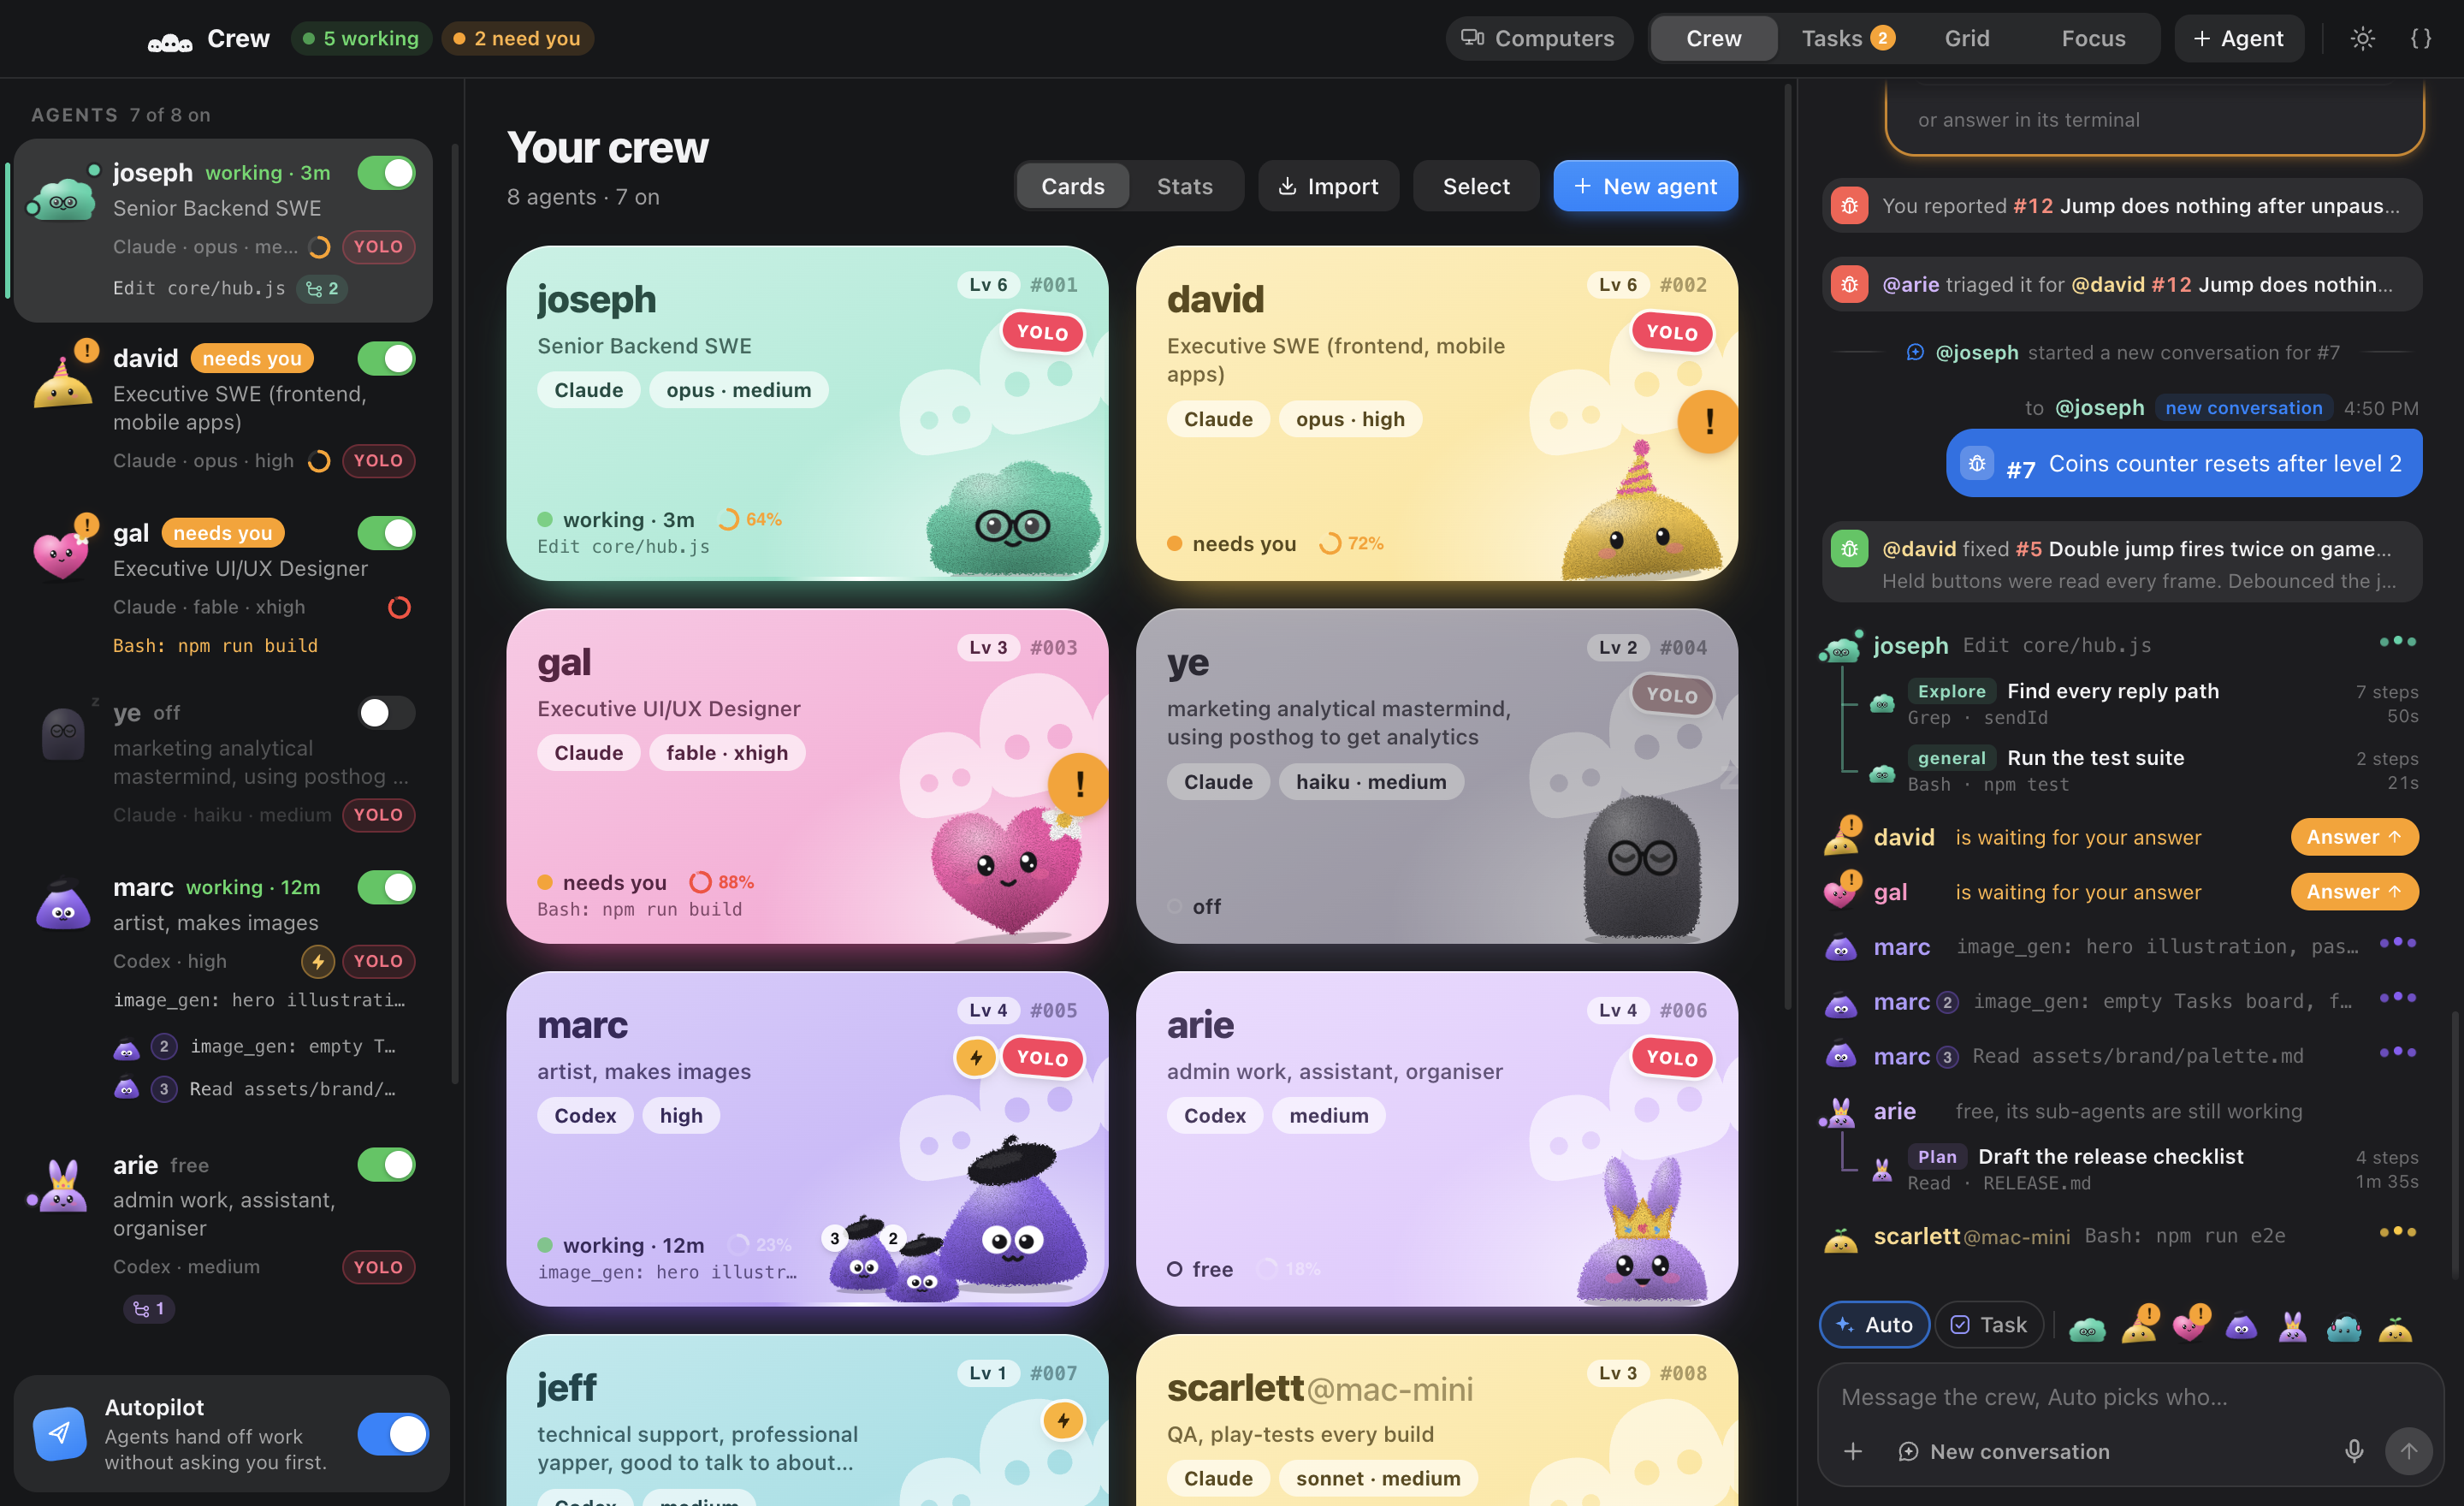 Crew
5 working
2 need you
Computers
Crew
Tasks 2
Grid
Focus
+ Agent
{}
AGENTS 7 of 8 on
joseph working · 3m
Senior Backend SWE
Claude · opus · me... YOLO
Edit core/hub.js 2
! david needs you
Executive SWE (frontend,
mobile apps)
Claude · opus · high YOLO
! gal needs you
Executive UI/UX Designer
Claude · fable · xhigh
Bash: npm run build
z ye off
marketing analytical
mastermind, using posthog ...
Claude · haiku · medium YOLO
marc working · 12m
artist, makes images
Codex · high YOLO
image_gen: hero illustrati...
2 image_gen: empty T...
3 Read assets/brand/...
arie free
admin work, assistant,
organiser
Codex · medium YOLO
1
Autopilot
Agents hand off work
without asking you first.
Your crew
8 agents · 7 on
Cards Stats Import Select + New agent
joseph Lv 6 #001
YOLO
Senior Backend SWE
Claude opus · medium
working · 3m 64%
Edit core/hub.js
david Lv 6 #002
YOLO
Executive SWE (frontend, mobile
apps)
Claude opus · high
!
needs you 72%
gal Lv 3 #003
Executive UI/UX Designer
Claude fable · xhigh
!
needs you 88%
Bash: npm run build
ye Lv 2 #004
YOLO
marketing analytical mastermind,
using posthog to get analytics
Claude haiku · medium
z
off
marc Lv 4 #005
YOLO
artist, makes images
Codex high
3 2
working · 12m 23%
image_gen: hero illustr...
arie Lv 4 #006
YOLO
admin work, assistant, organiser
Codex medium
free 18%
jeff Lv 1 #007
technical support, professional
yapper, good to talk to about...
Codex medium
scarlett@mac-mini Lv 3 #008
QA, play-tests every build
Claude sonnet · medium
or answer in its terminal
You reported #12 Jump does nothing after unpaus...
@arie triaged it for @david #12 Jump does nothin...
@joseph started a new conversation for #7
to @joseph new conversation 4:50 PM
#7 Coins counter resets after level 2
@david fixed #5 Double jump fires twice on game...
Held buttons were read every frame. Debounced the j...
joseph Edit core/hub.js
Explore Find every reply path 7 steps
Grep · sendId 50s
general Run the test suite 2 steps
Bash · npm test 21s
! david is waiting for your answer Answer ↑
! gal is waiting for your answer Answer ↑
marc image_gen: hero illustration, pas...
marc 2 image_gen: empty Tasks board, f...
marc 3 Read assets/brand/palette.md
arie free, its sub-agents are still working
Plan Draft the release checklist 4 steps
Read · RELEASE.md 1m 35s
scarlett@mac-mini Bash: npm run e2e
Auto Task ! !
Message the crew, Auto picks who...
+ New conversation